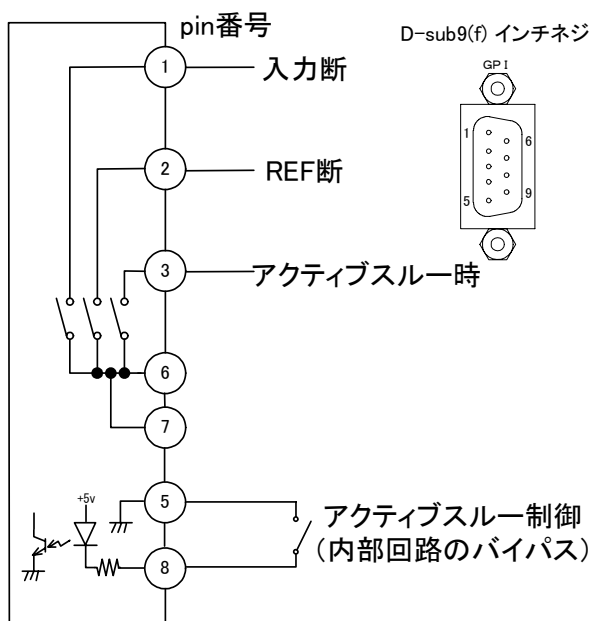 pin番号
D-sub9(f) インチネジ
GPI
1
入力断
1
6
2
REF断
5
9
3
アクティブスルー時
6
7
+5v
5
アクティブスルー制御
(内部回路のバイパス)
8